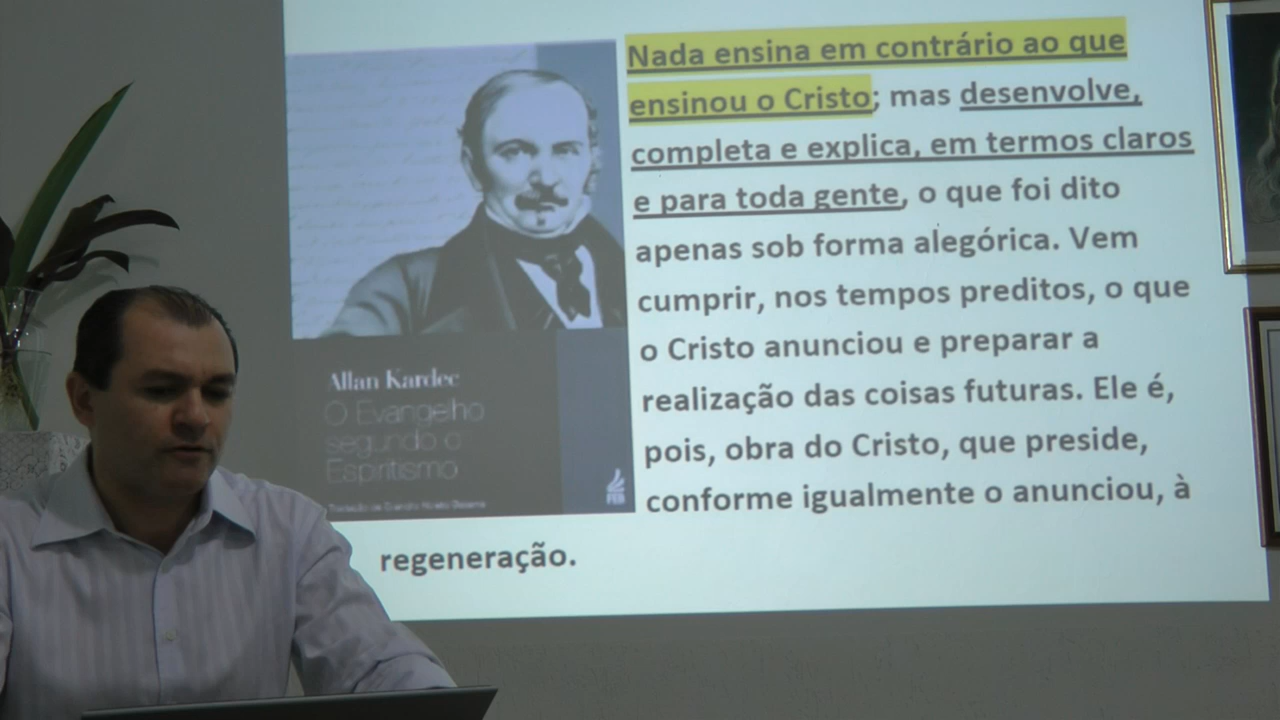 Nada ensina em contrário ao que
ensinou o Cristo; mas desenvolve,
completa e explica, em termos claros
e para toda gente, o que foi dito
apenas sob forma alegórica. Vem
cumprir, nos tempos preditos, o que
o Cristo anunciou e preparar a
realização das coisas futuras. Ele é,
pois, obra do Cristo, que preside,
conforme igualmente o anunciou, à
regeneração.
Allan Kardec
O Evangelho
segundo o
Espiritismo
FEB